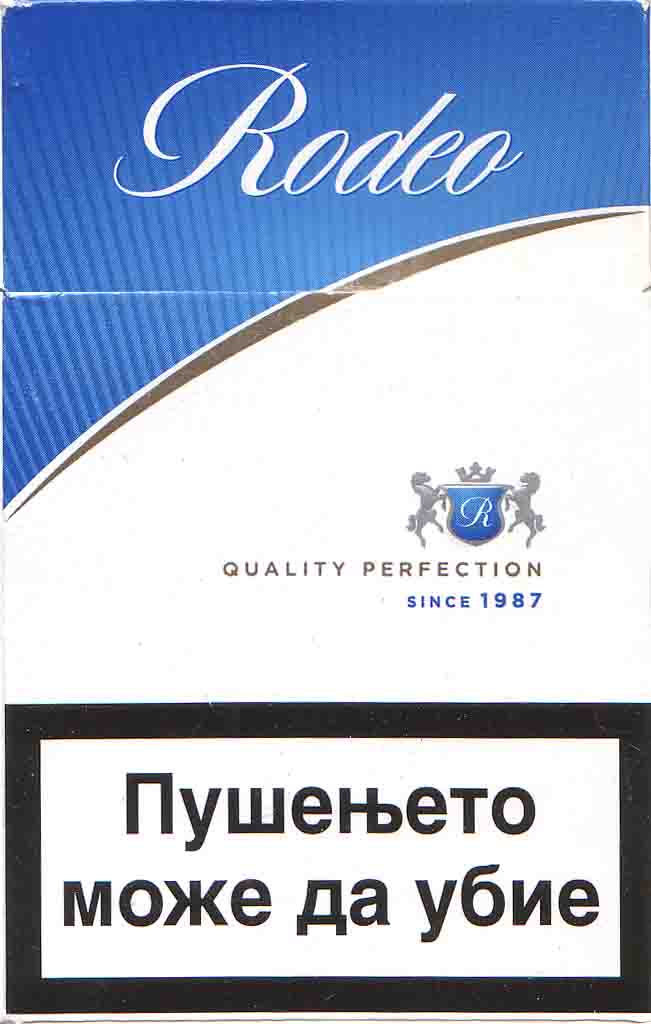 Rodeo
R
QUALITY PERFECTION
SINCE 1987
Пушењето
може да убие